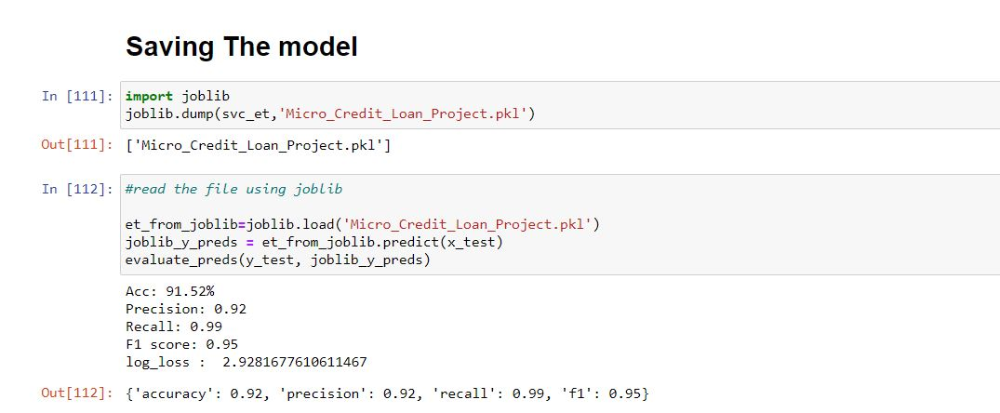 Saving The model
In [111]: import joblib
joblib.dump(svc_et,'Micro_Credit_Loan_Project.pkl')
Out[111]: ['Micro_Credit_Loan_Project.pkl']
In [112]: #read the file using joblib
et_from_joblib=joblib.load('Micro_Credit_Loan_Project.pkl')
joblib_y_preds = et_from_joblib.predict(x_test)
evaluate_preds(y_test, joblib_y_preds)
Acc: 91.52%
Precision: 0.92
Recall: 0.99
F1 score: 0.95
log_loss :  2.9281677610611467
Out[112]: {'accuracy': 0.92, 'precision': 0.92, 'recall': 0.99, 'f1': 0.95}